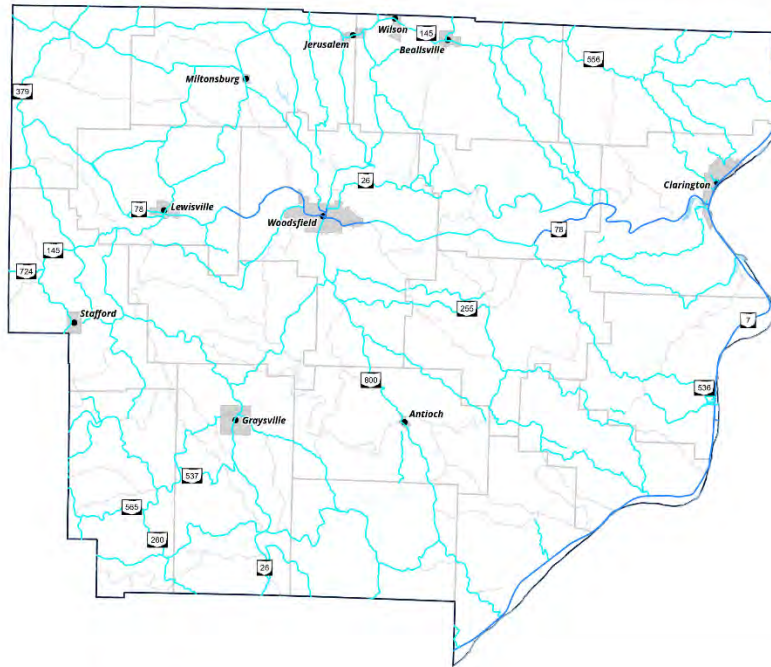 Wilson
145
Jerusalem
Beallsville
556
Miltonsburg
379
26
Clarington
78
Lewisville
Woodsfield
78
145
724
255
Stafford
7
800
536
Graysville
Antioch
537
565
260
26